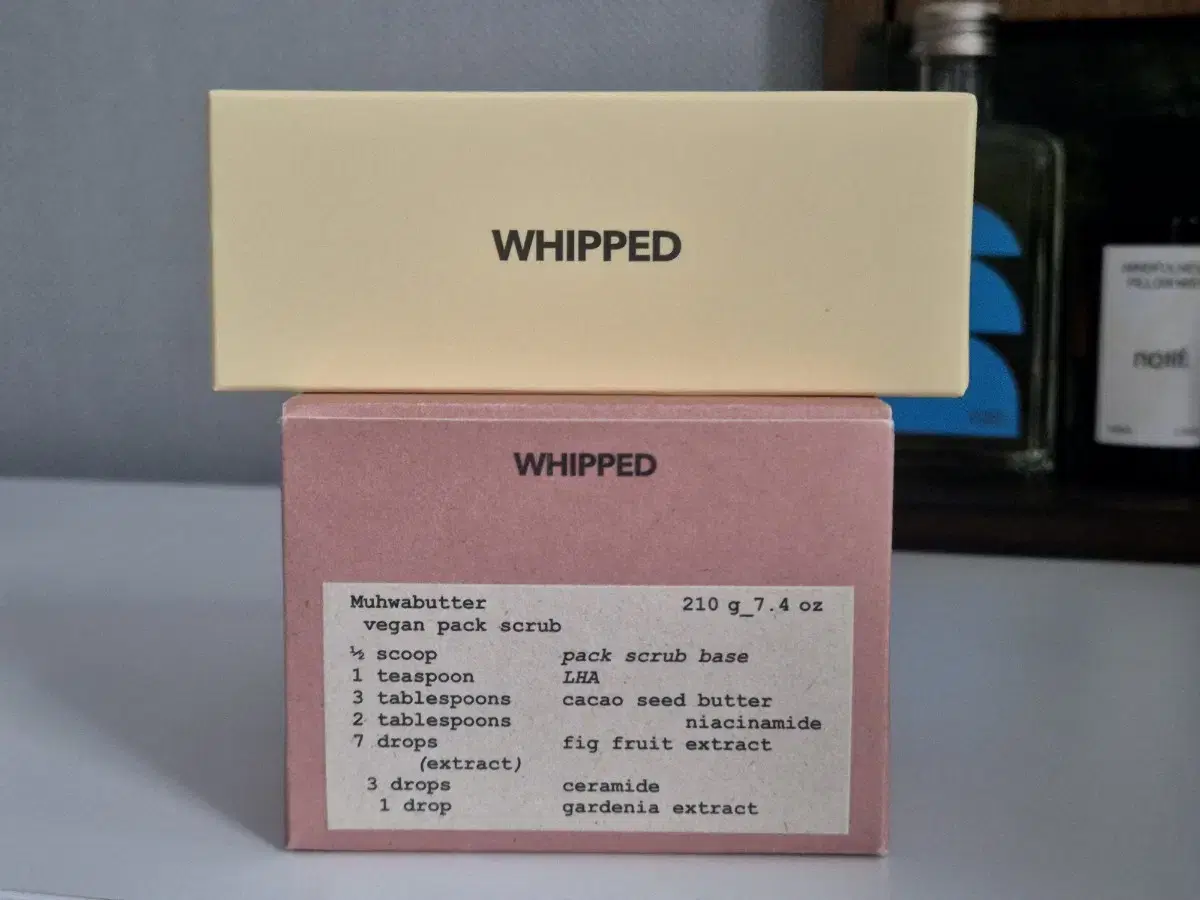 WHIPPED
WHIPPED
Muhwabutter 210 g_7.4 oz
vegan pack scrub
½ scoop pack scrub base
1 teaspoon LHA
3 tablespoons cacao seed butter
2 tablespoons niacinamide
7 drops fig fruit extract
(extract)
3 drops ceramide
1 drop gardenia extract